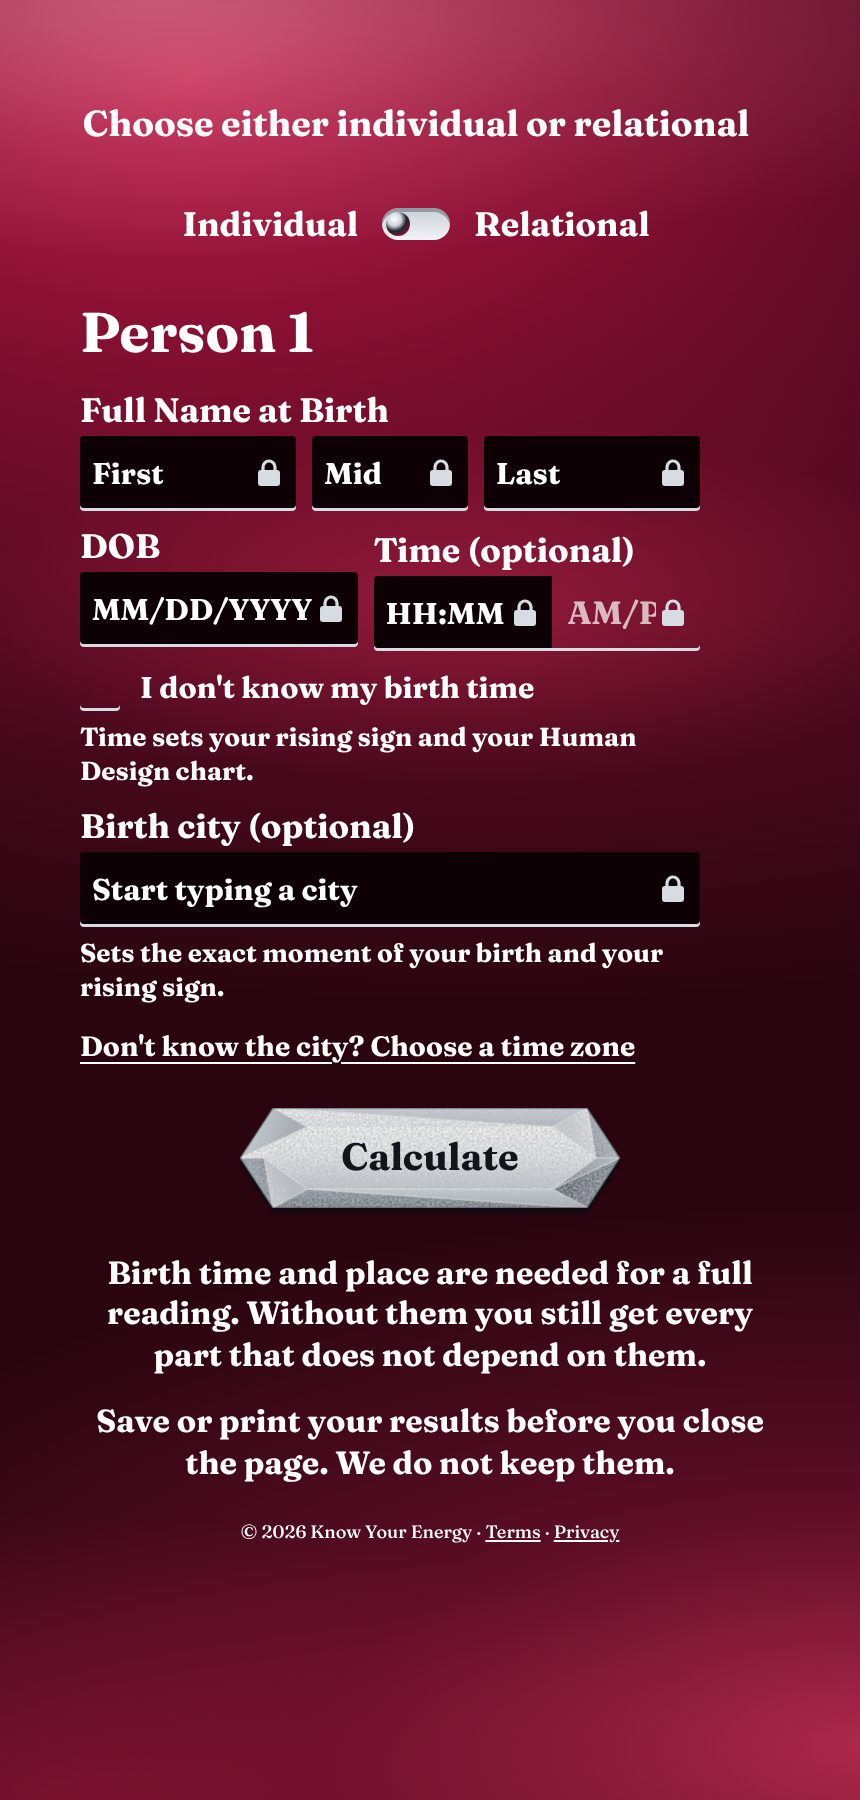 Choose either individual or relational
Individual Relational
Person 1
Full Name at Birth
First Mid Last
DOB Time (optional)
MM/DD/YYYY HH:MM AM/P
I don't know my birth time
Time sets your rising sign and your Human
Design chart.
Birth city (optional)
Start typing a city
Sets the exact moment of your birth and your
rising sign.
Don't know the city? Choose a time zone
Calculate
Birth time and place are needed for a full
reading. Without them you still get every
part that does not depend on them.
Save or print your results before you close
the page. We do not keep them.
© 2026 Know Your Energy · Terms · Privacy